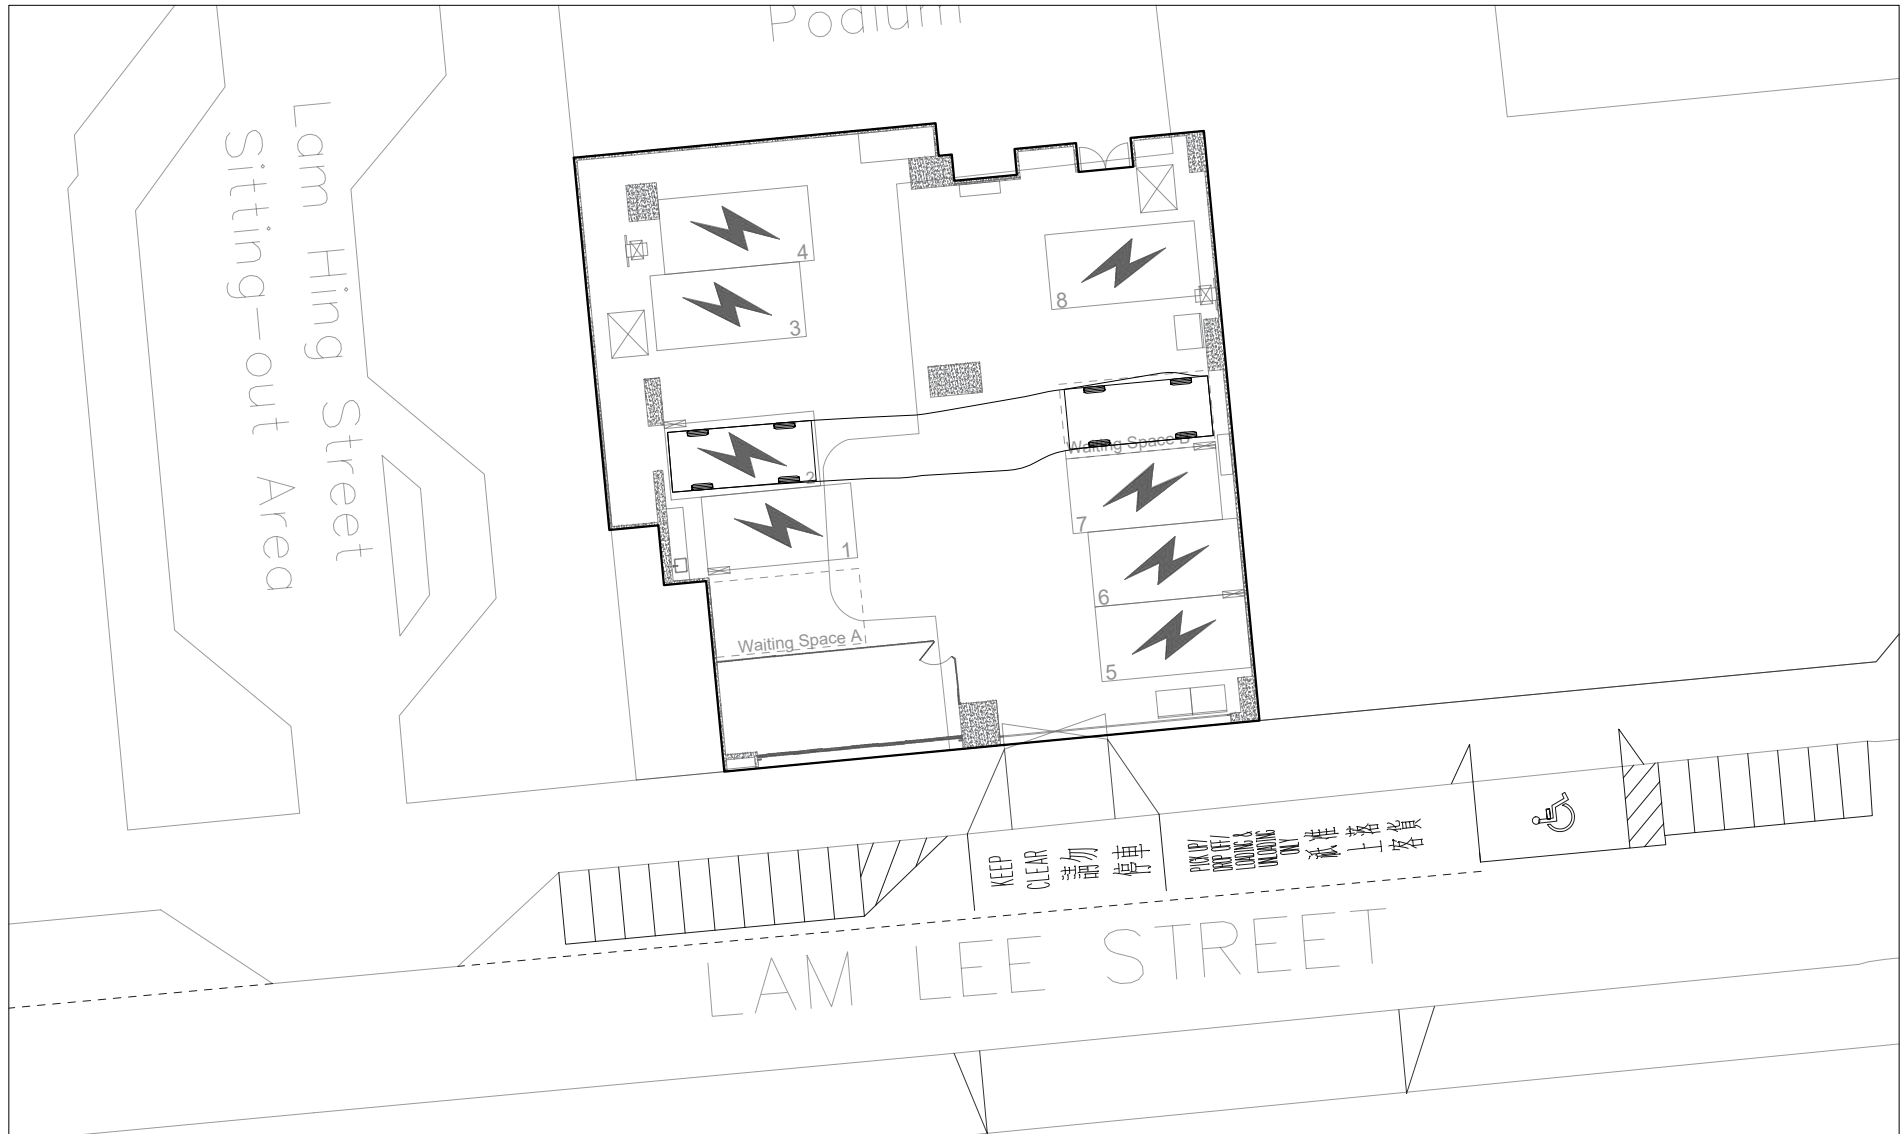 Podium
Lam Hing Street
Sitting-out Area
4
3
8
2
Waiting Space B
7
1
6
Waiting Space A
5
KEEP
CLEAR
請勿
停車
PICK UP/
DROP OFF/
LOADING &
UNLOADING
ONLY
祇准
上落
客貨
LAM LEE STREET